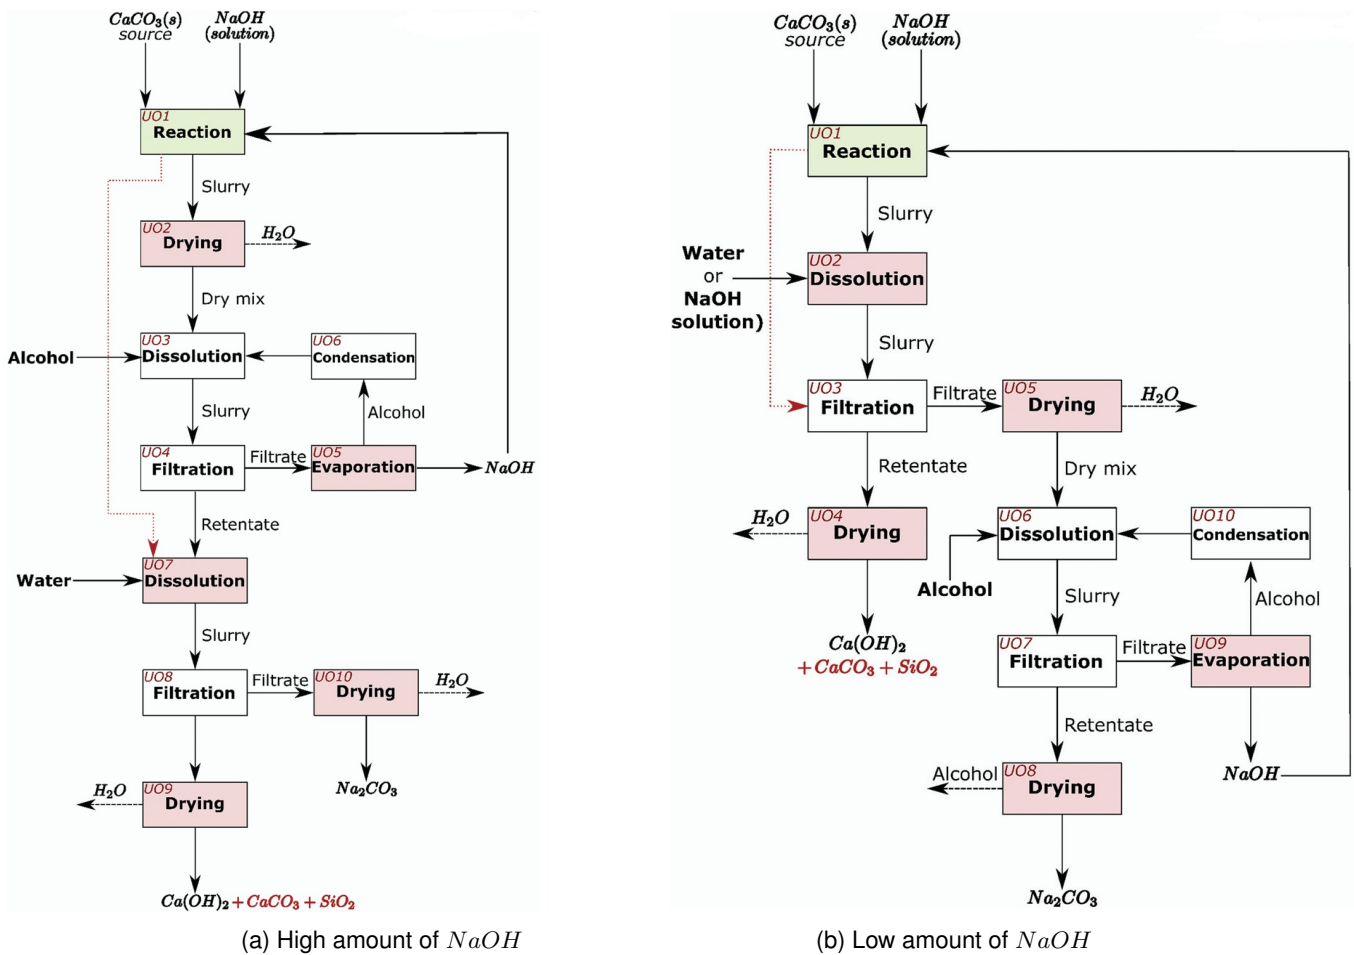 CaCO₃(s)
source
NaOH
(solution)
UO1
Reaction
Slurry
UO2
Drying
H₂O
Dry mix
Alcohol
UO3
Dissolution
UO6
Condensation
Slurry
Alcohol
UO4
Filtration
Filtrate
UO5
Evaporation
NaOH
Retentate
Water
UO7
Dissolution
Slurry
UO8
Filtration
Filtrate
UO10
Drying
H₂O
H₂O
UO9
Drying
Na₂CO₃
Ca(OH)₂ + CaCO₃ + SiO₂
(a) High amount of NaOH
CaCO₃(s)
source
NaOH
(solution)
UO1
Reaction
Slurry
Water
or
NaOH
solution)
UO2
Dissolution
Slurry
UO3
Filtration
Filtrate
UO5
Drying
H₂O
Retentate
Dry mix
H₂O
UO4
Drying
UO6
Dissolution
UO10
Condensation
Alcohol
Slurry
Alcohol
Ca(OH)₂
+ CaCO₃ + SiO₂
UO7
Filtration
Filtrate
UO9
Evaporation
Retentate
Alcohol
UO8
Drying
NaOH
Na₂CO₃
(b) Low amount of NaOH